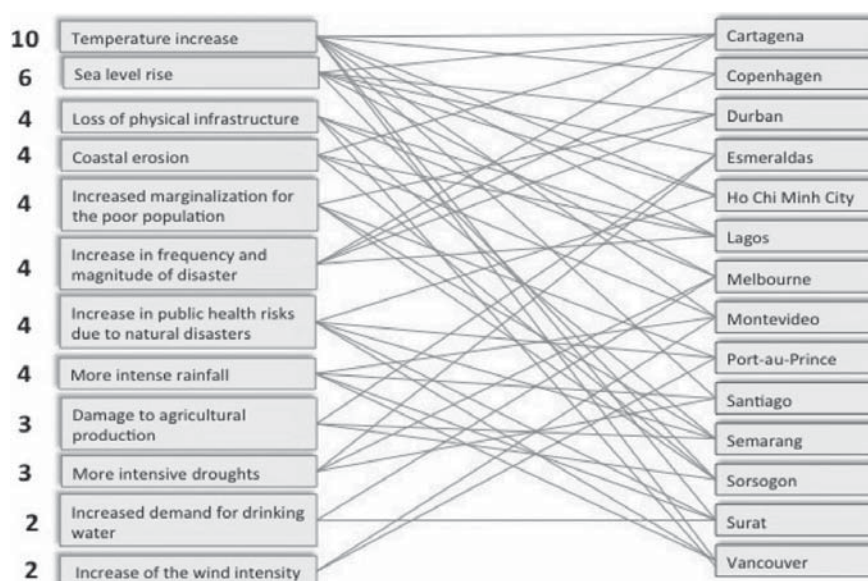 10 Temperature increase
6 Sea level rise
4 Loss of physical infrastructure
4 Coastal erosion
4 Increased marginalization for
the poor population
4 Increase in frequency and
magnitude of disaster
4 Increase in public health risks
due to natural disasters
4 More intense rainfall
3 Damage to agricultural
production
3 More intensive droughts
2 Increased demand for drinking
water
2 Increase of the wind intensity
Cartagena
Copenhagen
Durban
Esmeraldas
Ho Chi Minh City
Lagos
Melbourne
Montevideo
Port-au-Prince
Santiago
Semarang
Sorsogon
Surat
Vancouver